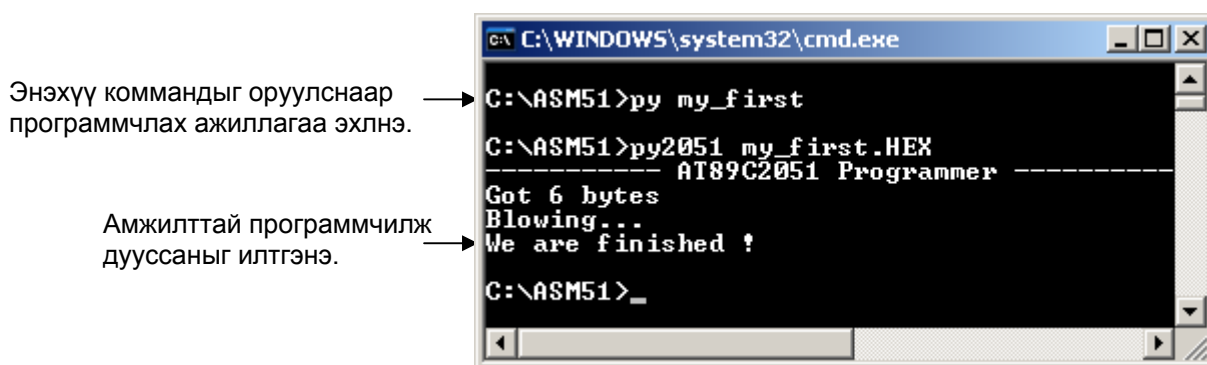 C:\WINDOWS\system32\cmd.exe
Энэхүү коммандыг оруулснаар
программчлах ажиллагаа эхлнэ.
C:\ASM51>py my_first
C:\ASM51>py2051 my_first.HEX
----------- AT89C2051 Programmer ----------
Got 6 bytes
Blowing...
We are finished !
Амжилттай программчилж
дууссаныг илтгэнэ.
C:\ASM51>_